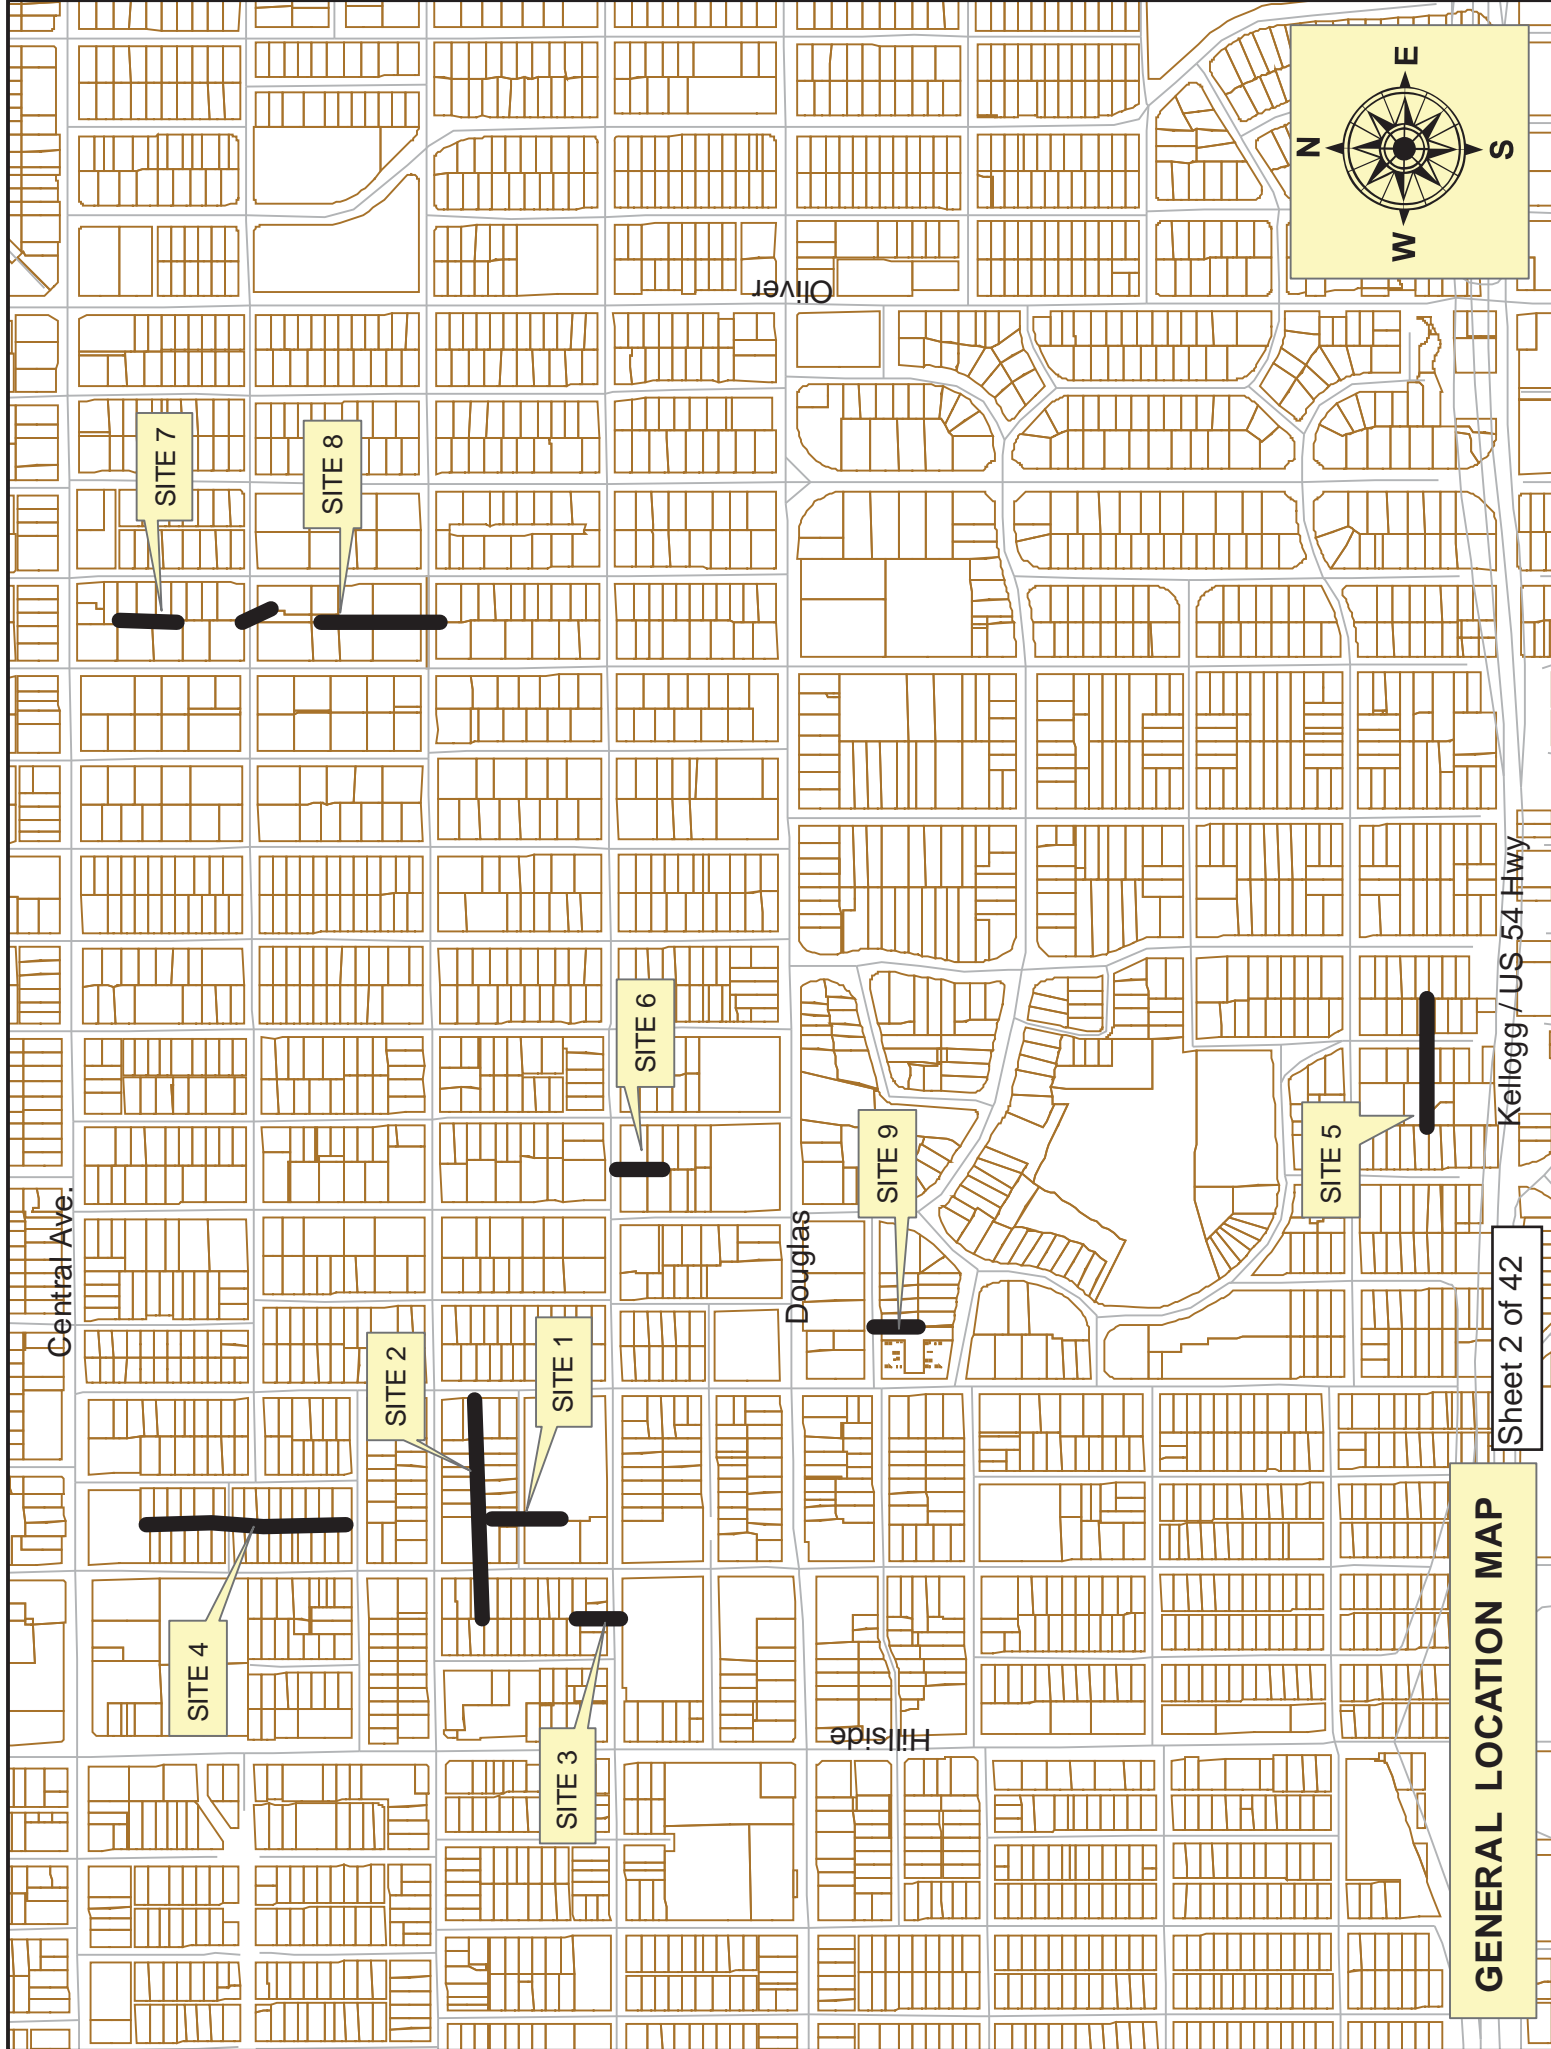 Central Ave.
SITE 4
SITE 2
SITE 7
SITE 8
SITE 1
SITE 3
SITE 6
Hillside
Douglas
Oliver
SITE 9
SITE 5
Kellogg / US 54 Hwy
N
W
E
S
GENERAL LOCATION MAP
Sheet 2 of 42